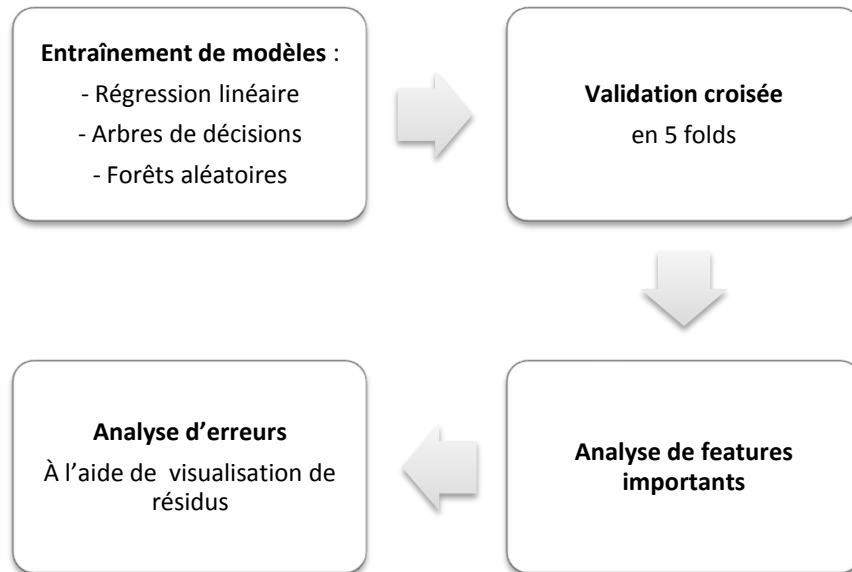 Entraînement de modèles :
- Régression linéaire
- Arbres de décisions
- Forêts aléatoires
Validation croisée
en 5 folds
Analyse de features
importants
Analyse d’erreurs
À l’aide de visualisation de
résidus